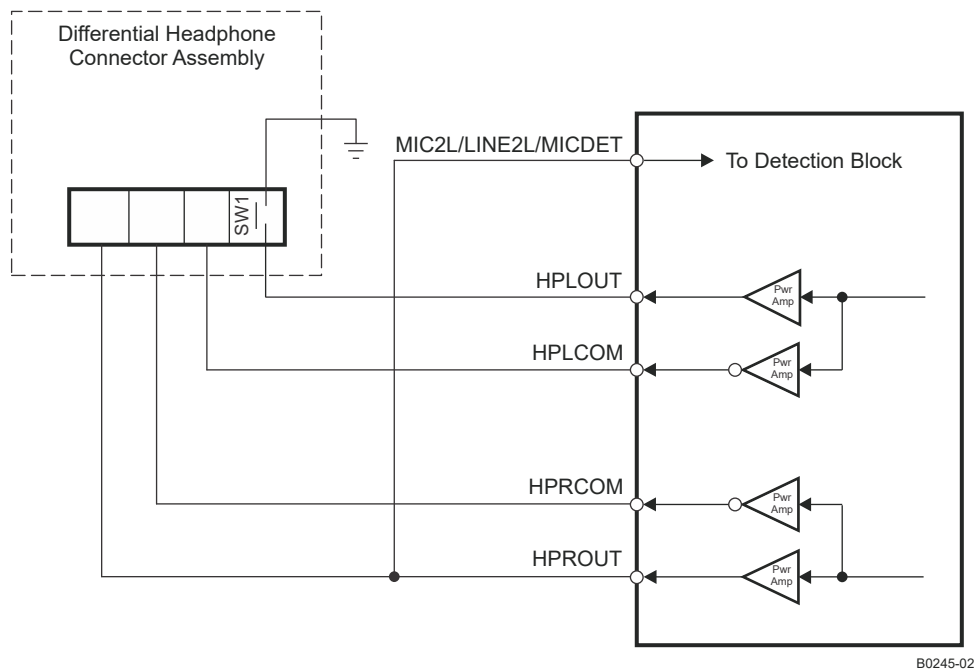 Differential Headphone
Connector Assembly
MIC2L/LINE2L/MICDET
To Detection Block
SW1
HPLOUT
Pwr
Amp
HPLCOM
Pwr
Amp
HPRCOM
Pwr
Amp
HPROUT
Pwr
Amp
B0245-02